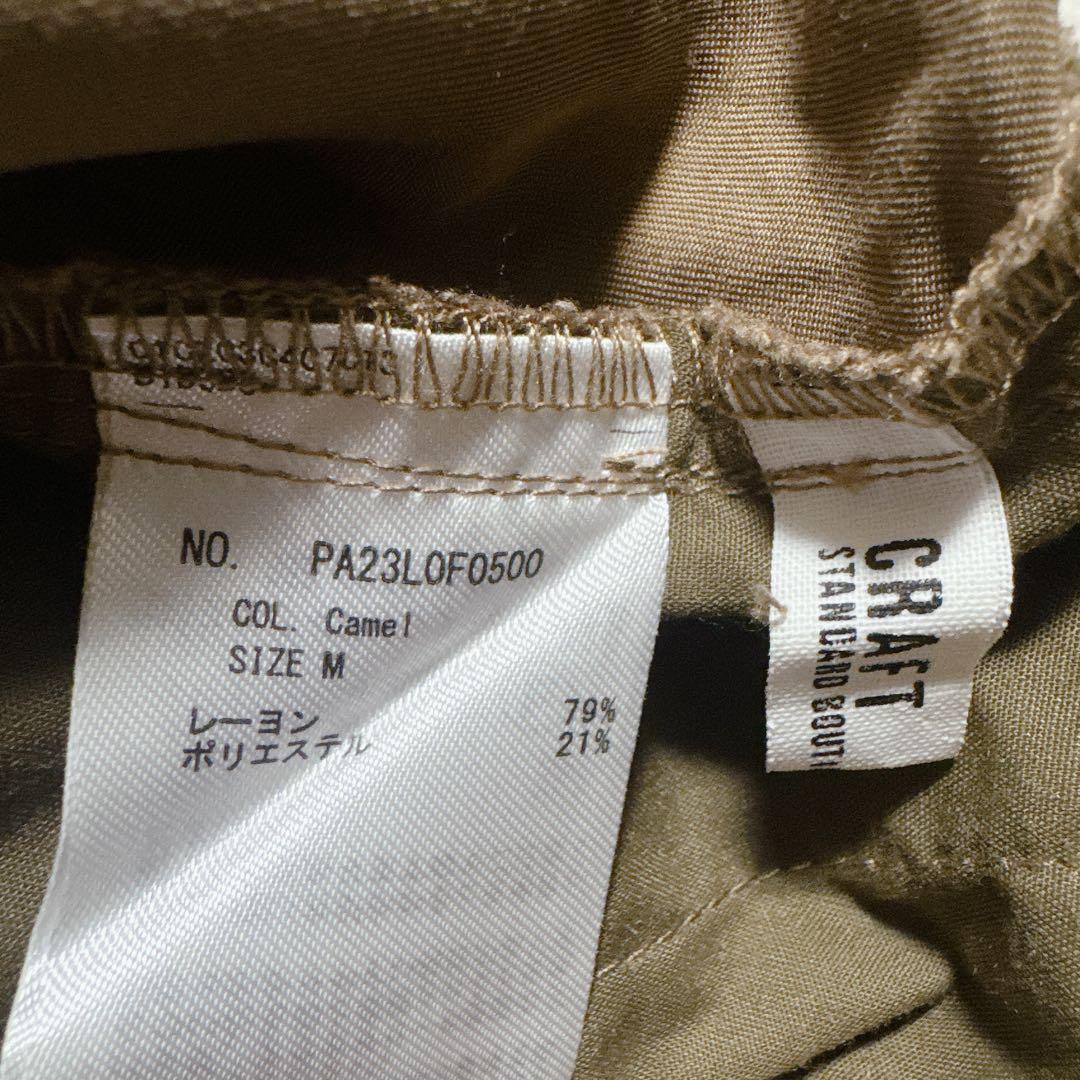 NO. PA23LOF0500
COL. Camel
SIZE M
レーヨン 79%
ポリエステル 21%
CRAFT
STANDARD BOUTI